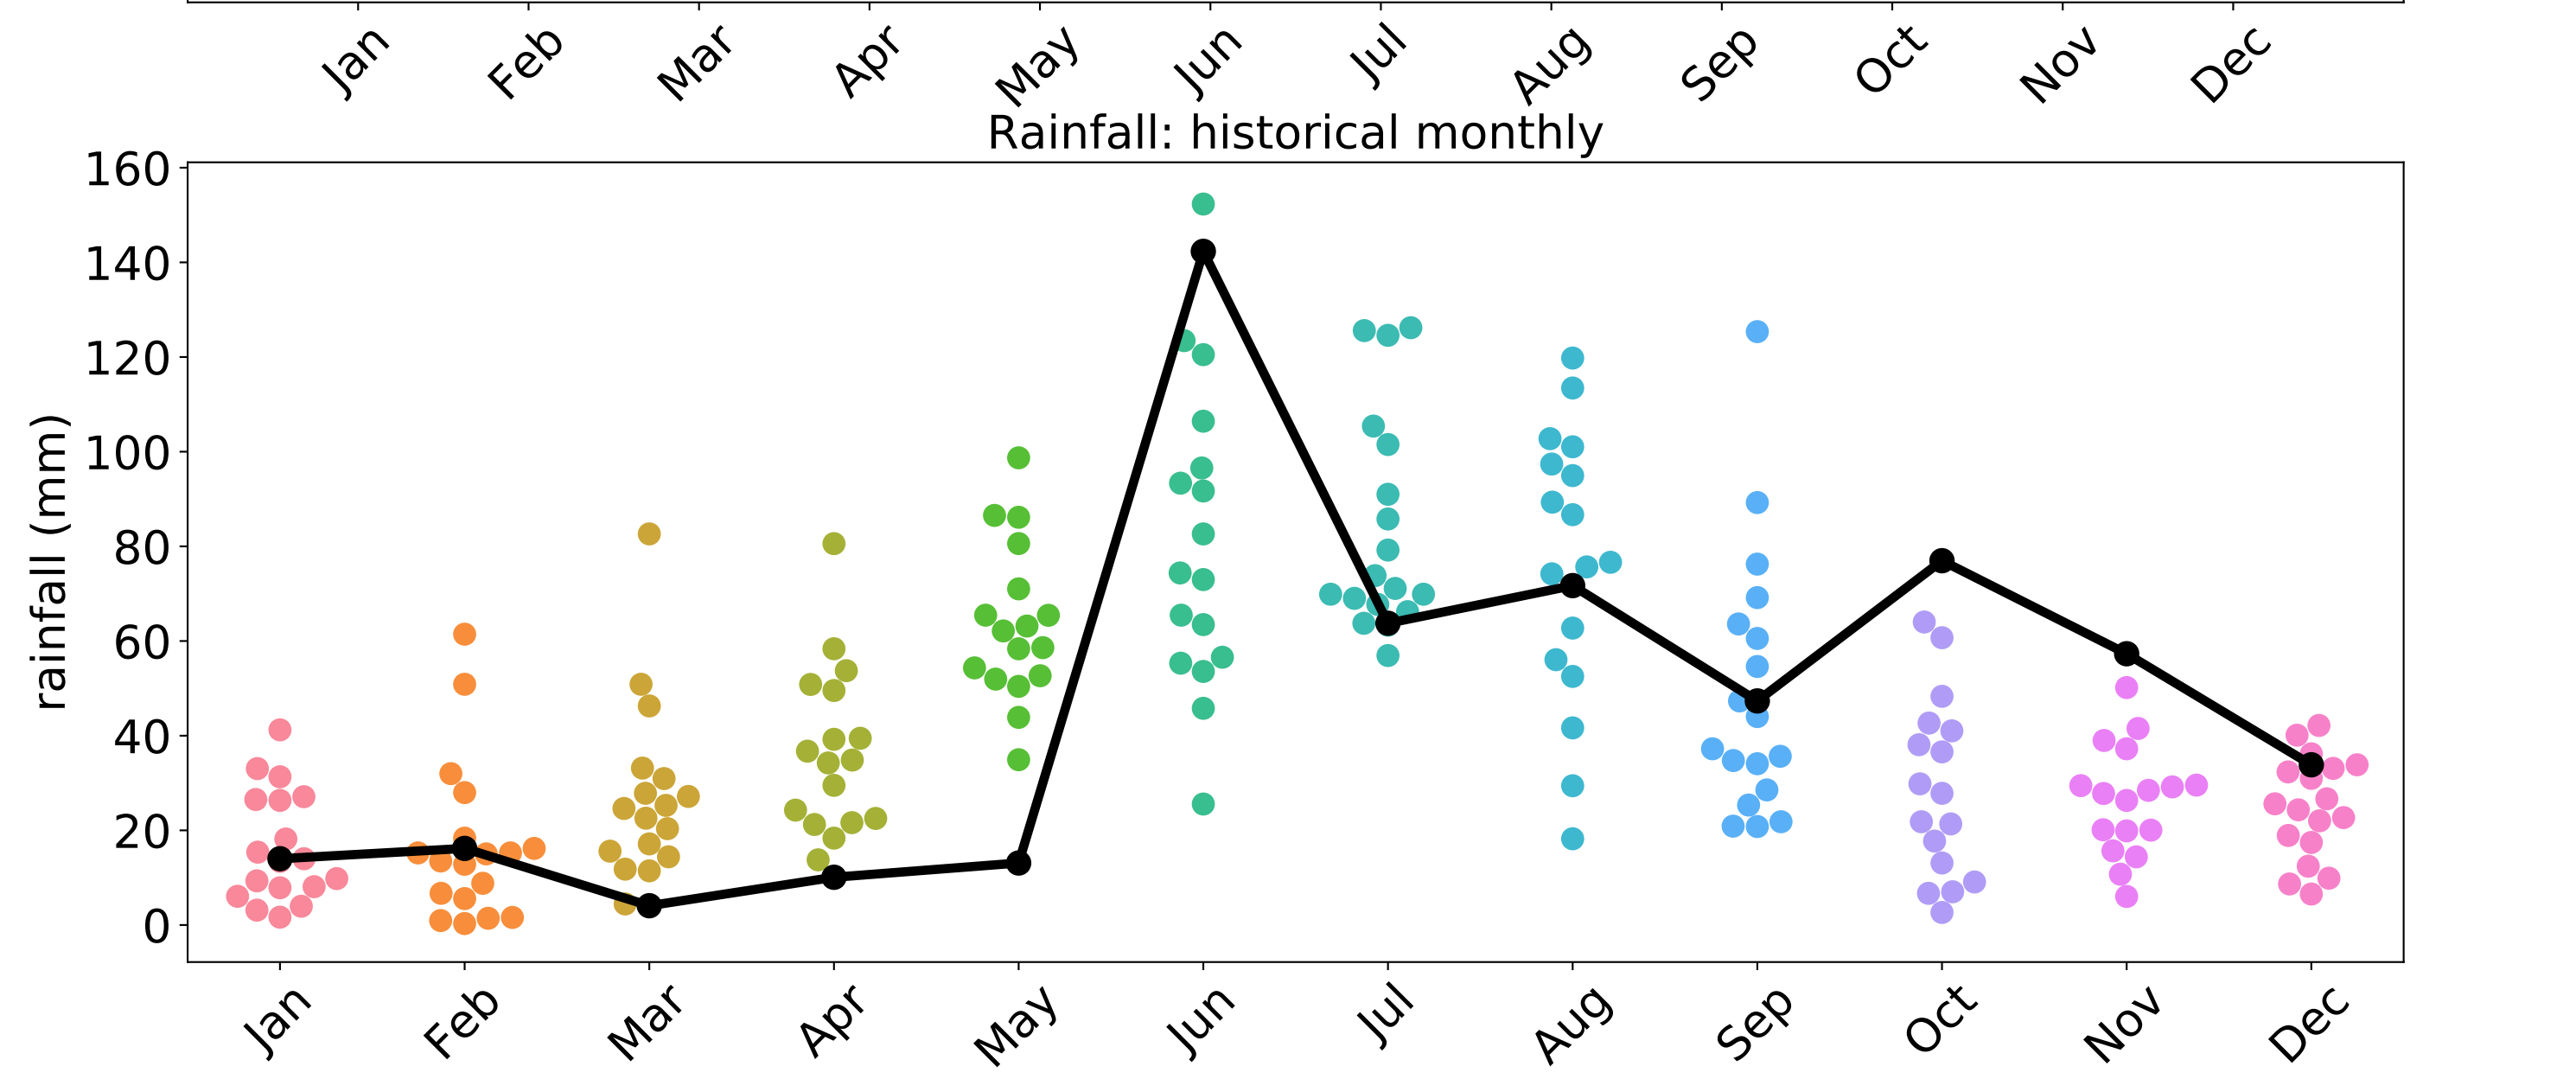 Jan Feb Mar Apr May Jun Jul Aug Sep Oct Nov Dec
Rainfall: historical monthly
160
140
120
100
80
60
40
20
0
rainfall (mm)
Jan Feb Mar Apr May Jun Jul Aug Sep Oct Nov Dec